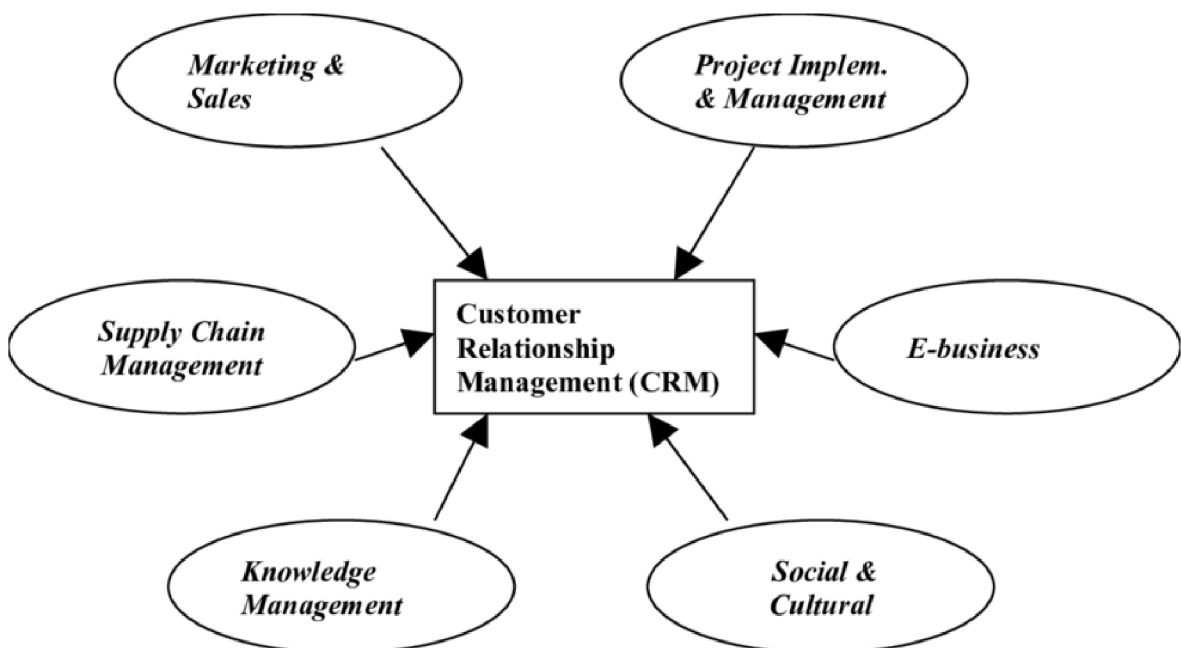 Marketing &
Sales
Project Implem.
& Management
Supply Chain
Management
Customer
Relationship
Management (CRM)
E-business
Knowledge
Management
Social &
Cultural